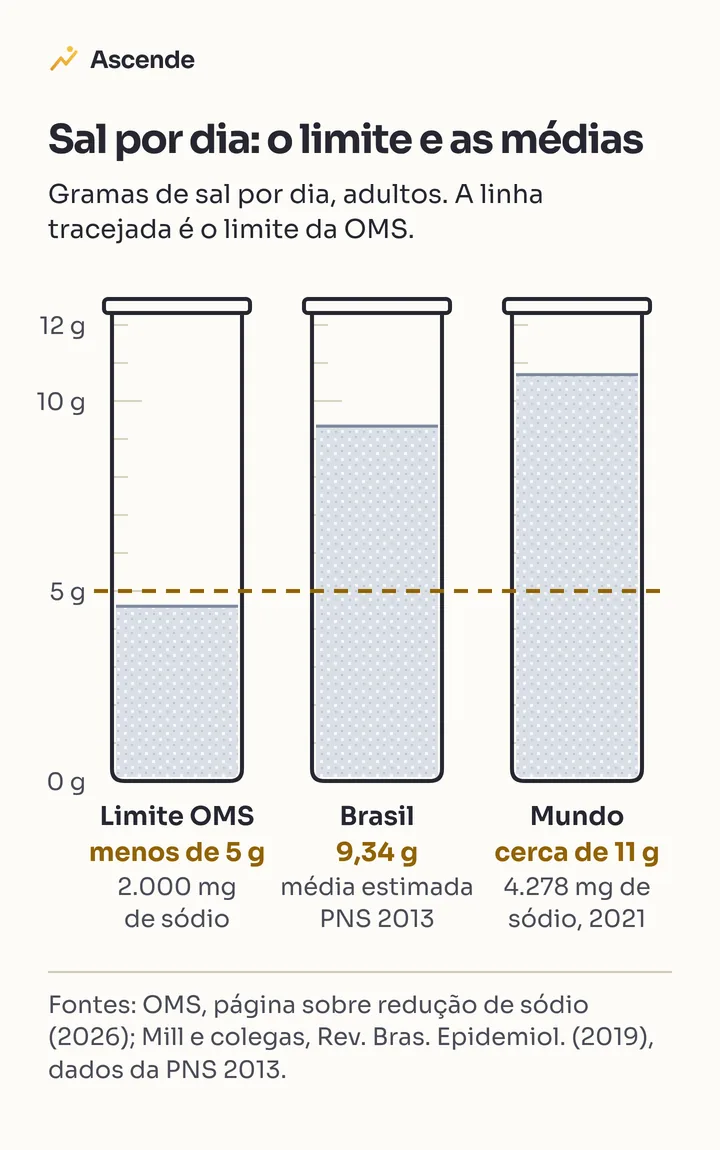 Ascende
Sal por dia: o limite e as médias
Gramas de sal por dia, adultos. A linha
tracejada é o limite da OMS.
12 g
10 g
5 g
0 g
Limite OMS
menos de 5 g
2.000 mg
de sódio
Brasil
9,34 g
média estimada
PNS 2013
Mundo
cerca de 11 g
4.278 mg de
sódio, 2021
Fontes: OMS, página sobre redução de sódio
(2026); Mill e colegas, Rev. Bras. Epidemiol. (2019),
dados da PNS 2013.